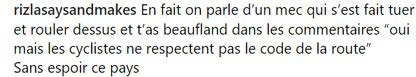 rizlasaysandmakes En fait on parle d’un mec qui s’est fait tuer
et rouler dessus et t’as beaufland dans les commentaires “oui
mais les cyclistes ne respectent pas le code de la route”
Sans espoir ce pays